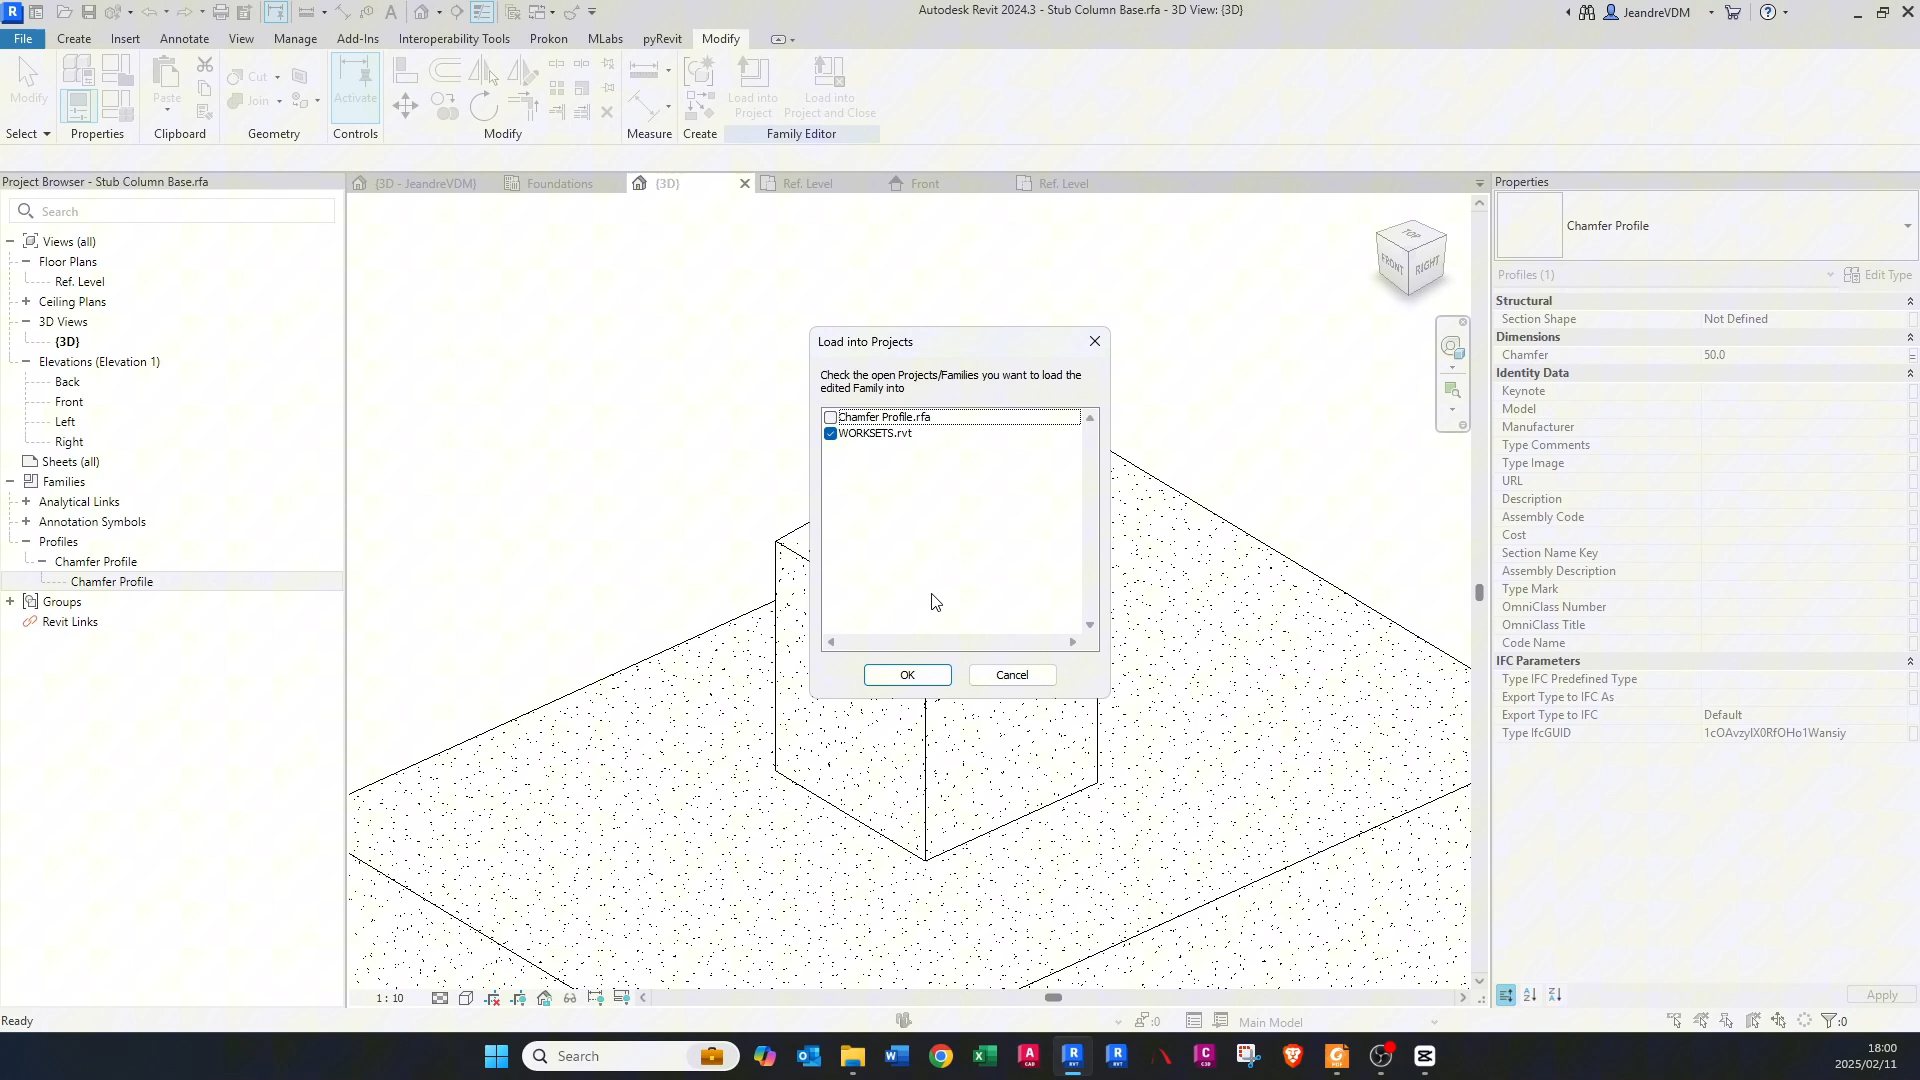 Autodesk Revit 2024.3 - Stub Column Base.rfa - 3D View: {3D}
JeandreVDM
File
Create
Insert
Annotate
View
Manage
Add-Ins
Interoperability Tools
Prokon
MLabs
pyRevit
Modify
Modify
Paste
Cut
Join
Activate
Load into
Project
Load into
Project and Close
Select
Properties
Clipboard
Geometry
Controls
Modify
Measure
Create
Family Editor
Project Browser - Stub Column Base.rfa
Search
Views (all)
Floor Plans
Ref. Level
Ceiling Plans
3D Views
{3D}
Elevations (Elevation 1)
Back
Front
Left
Right
Sheets (all)
Families
Analytical Links
Annotation Symbols
Profiles
Chamfer Profile
Chamfer Profile
Groups
Revit Links
{3D - JeandreVDM}
Foundations
{3D}
Ref. Level
Front
Ref. Level
TOP
FRONT
RIGHT
Load into Projects
Check the open Projects/Families you want to load the
edited Family into
Chamfer Profile.rfa
WORKSETS.rvt
OK
Cancel
1 : 10
Properties
Chamfer Profile
Profiles (1)
Edit Type
Structural
Section Shape Not Defined
Dimensions
Chamfer 50.0
Identity Data
Keynote
Model
Manufacturer
Type Comments
Type Image
URL
Description
Assembly Code
Cost
Section Name Key
Assembly Description
Type Mark
OmniClass Number
OmniClass Title
Code Name
IFC Parameters
Type IFC Predefined Type
Export Type to IFC As
Export Type to IFC Default
Type IfcGUID 1cOAvzylX0RfOHo1Wansiy
Apply
Ready
:0
Main Model
:0
Search
18:00
2025/02/11